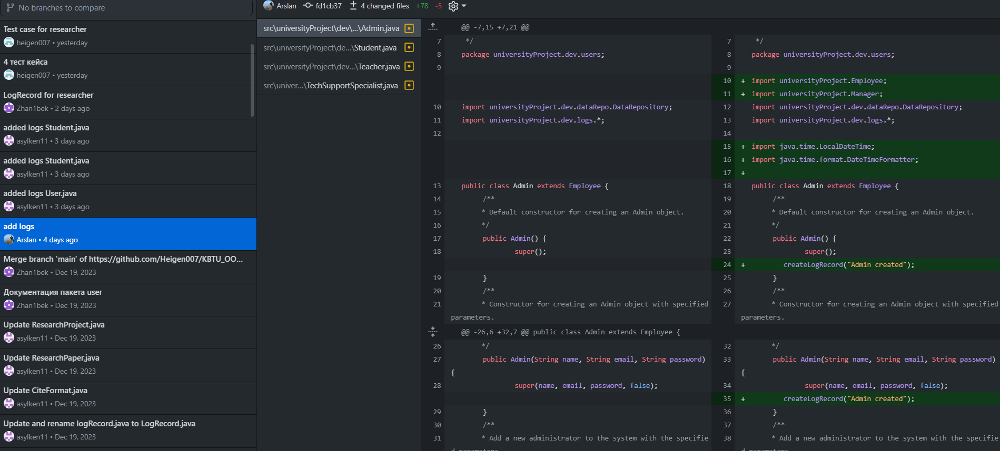 No branches to compare
Test case for researcher
heigen007 • yesterday
4 тест кейса
heigen007 • yesterday
LogRecord for researcher
Zhan1bek • 2 days ago
added logs Student.java
asylken11 • 3 days ago
added logs Student.java
asylken11 • 3 days ago
added logs User.java
asylken11 • 3 days ago
add logs
Arslan • 4 days ago
Merge branch 'main' of https://github.com/Heigen007/KBTU_OO...
Zhan1bek • Dec 19, 2023
Документация пакета user
Zhan1bek • Dec 19, 2023
Update ResearchProject.java
asylken11 • Dec 19, 2023
Update ResearchPaper.java
asylken11 • Dec 19, 2023
Update CiteFormat.java
asylken11 • Dec 19, 2023
Update and rename logRecord.java to LogRecord.java
asylken11 • Dec 19, 2023
Arslan fd1cb37 4 changed files +78 -5
src\universityProject\dev\...\Admin.java
src\universityProject\de...\Student.java
src\universityProject\dev...\Teacher.java
src\univer...\TechSupportSpecialist.java
@@ -7,15 +7,21 @@
7 */
8 package universityProject.dev.users;
9
10 import universityProject.dev.dataRepo.DataRepository;
11 import universityProject.dev.logs.*;
12
13 public class Admin extends Employee {
14 /**
15 * Default constructor for creating an Admin object.
16 */
17 public Admin() {
18 super();
19 }
20 /**
21 * Constructor for creating an Admin object with specified
parameters.
@@ -26,6 +32,7 @@ public class Admin extends Employee {
26 */
27 public Admin(String name, String email, String password)
{
28 super(name, email, password, false);
29 }
30 /**
31 * Add a new administrator to the system with the specifie
d parameters
7 */
8 package universityProject.dev.users;
9
10 + import universityProject.Employee;
11 + import universityProject.Manager;
12 import universityProject.dev.dataRepo.DataRepository;
13 import universityProject.dev.logs.*;
14
15 + import java.time.LocalDateTime;
16 + import java.time.format.DateTimeFormatter;
17 +
18 public class Admin extends Employee {
19 /**
20 * Default constructor for creating an Admin object.
21 */
22 public Admin() {
23 super();
24 + createLogRecord("Admin created");
25 }
26 /**
27 * Constructor for creating an Admin object with specified
parameters.
32 */
33 public Admin(String name, String email, String password)
{
34 super(name, email, password, false);
35 + createLogRecord("Admin created");
36 }
37 /**
38 * Add a new administrator to the system with the specifie
d parameters